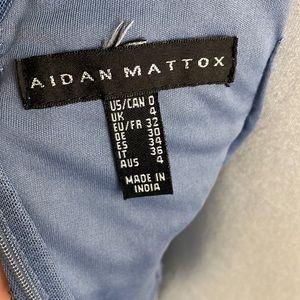 AIDAN MATTOX
US/CAN 0
UK 4
EU/FR 32
DE 30
ES 34
IT 36
AUS 4
MADE IN
INDIA